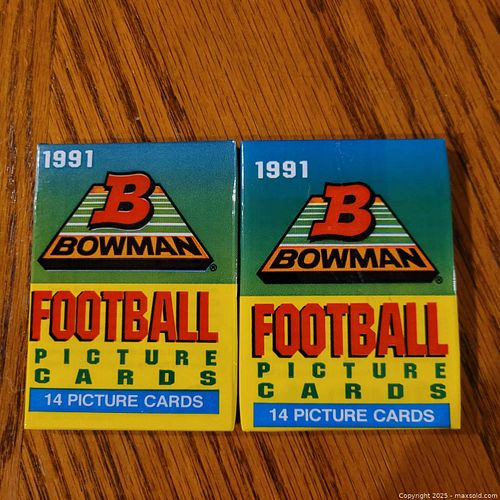 1991
B
BOWMAN
®
FOOTBALL
PICTURE
CARDS
14 PICTURE CARDS
1991
B
BOWMAN
®
FOOTBALL
PICTURE
CARDS
14 PICTURE CARDS
Copyright © 2025 - maxsold.com